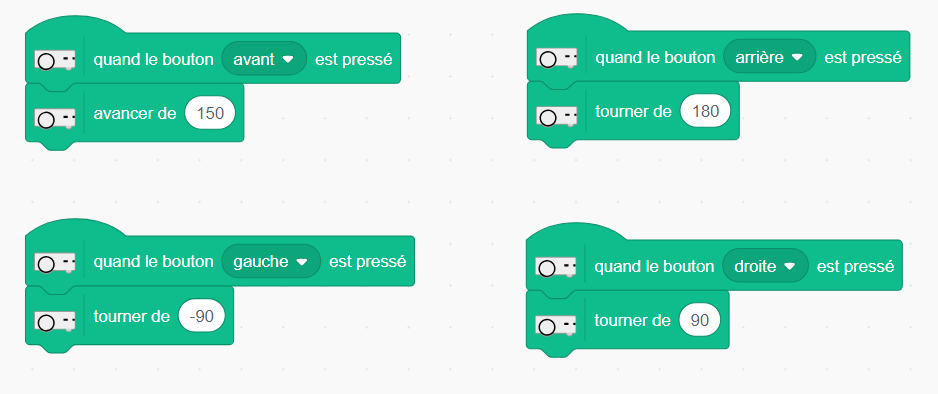 quand le bouton avant est pressé
avancer de 150
quand le bouton arrière est pressé
tourner de 180
quand le bouton gauche est pressé
tourner de -90
quand le bouton droite est pressé
tourner de 90